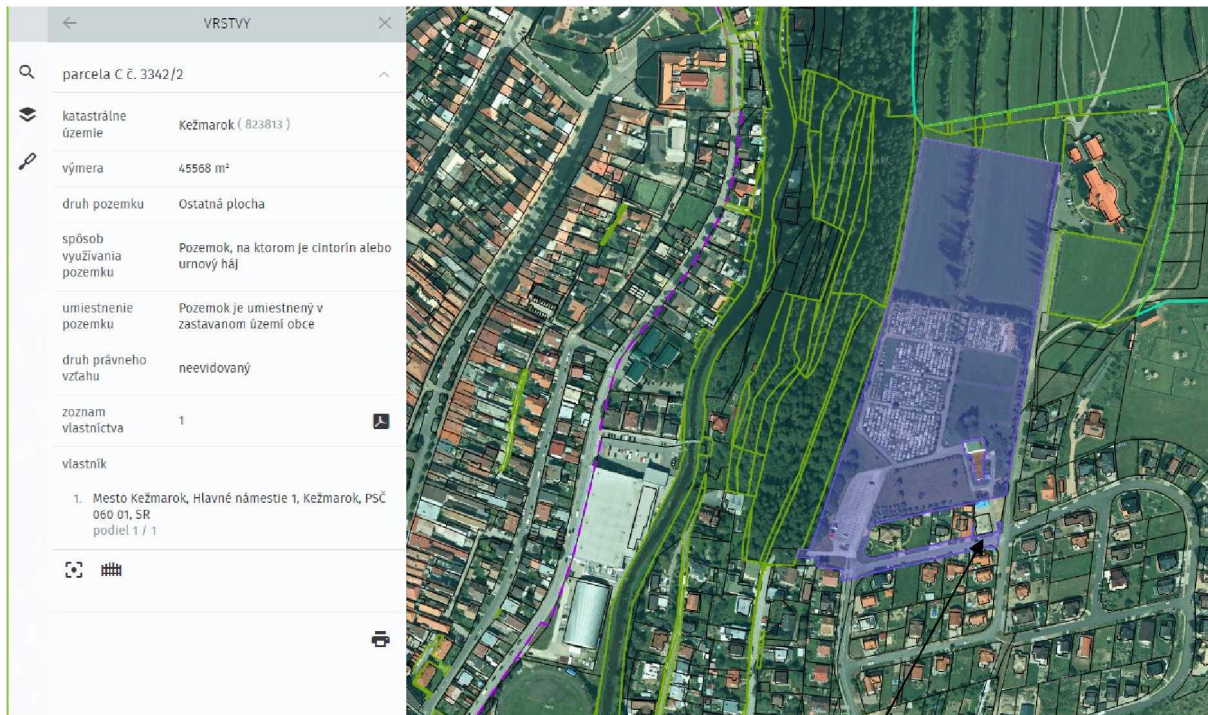 VRSTVY
parcela C č. 3342/2
katastrálne
územie
Kežmarok ( 823813 )
výmera
45568 m²
druh pozemku
Ostatná plocha
spôsob
využívania
pozemku
Pozemok, na ktorom je cintorín alebo
urnový háj
umiestnenie
pozemku
Pozemok je umiestnený v
zastavanom území obce
druh právneho
vzťahu
neevidovaný
zoznam
vlastníctva
1
vlastník
1. Mesto Kežmarok, Hlavné námestie 1, Kežmarok, PSČ
060 01, SR
podiel 1 / 1